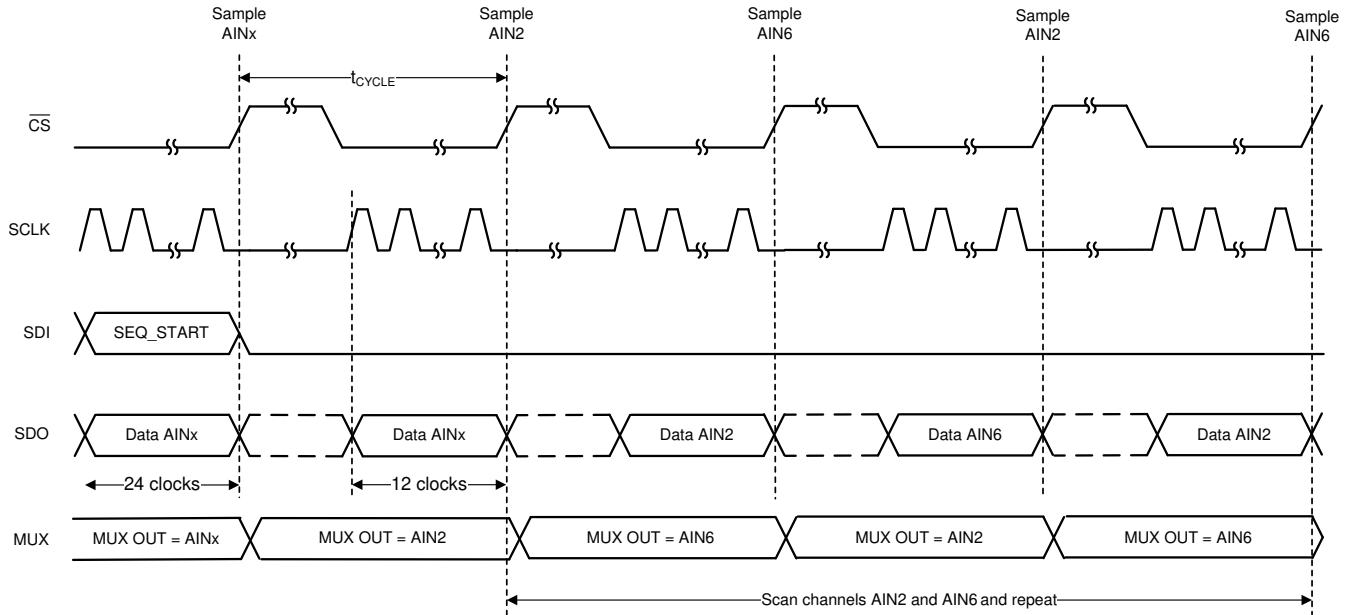 Sample
AINx
Sample
AIN2
Sample
AIN6
Sample
AIN2
Sample
AIN6
tCYCLE
CS
SCLK
SDI
SEQ_START
SDO
Data AINx
Data AINx
Data AIN2
Data AIN6
Data AIN2
24 clocks
12 clocks
MUX
MUX OUT = AINx
MUX OUT = AIN2
MUX OUT = AIN6
MUX OUT = AIN2
MUX OUT = AIN6
Scan channels AIN2 and AIN6 and repeat